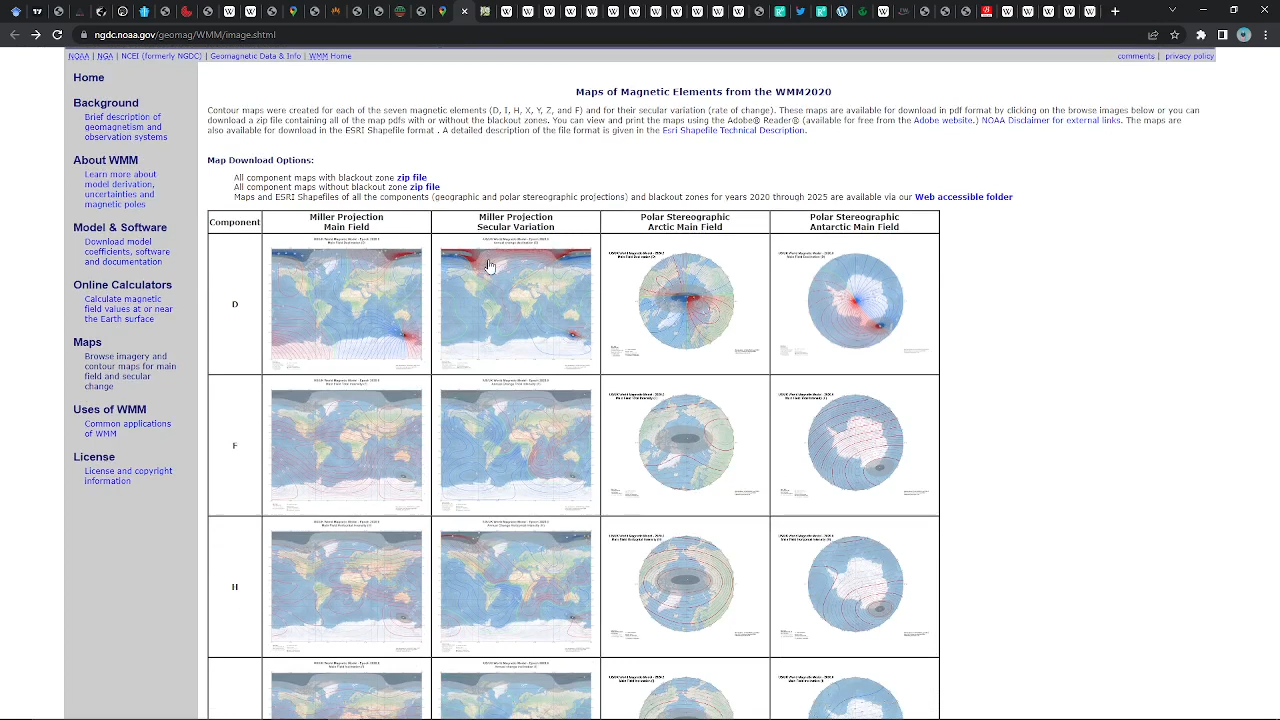 ngdc.noaa.gov/geomag/WMM/image.shtml
NOAA | NGA | NCEI (formerly NGDC) | Geomagnetic Data & Info | WMM Home
comments | privacy policy
Home
Background
Brief description of
geomagnetism and
observation systems
About WMM
Learn more about
model derivation,
uncertainties and
magnetic poles
Model & Software
Download model
coefficients, software
and documentation
Online Calculators
Calculate magnetic
field values at or near
the Earth surface
Maps
Browse imagery and
contour maps for main
field and secular
change
Uses of WMM
Common applications
of WMM
License
License and copyright
information
Maps of Magnetic Elements from the WMM2020
Contour maps were created for each of the seven magnetic elements (D, I, H, X, Y, Z, and F) and for their secular variation (rate of change). These maps are available for download in pdf format by clicking on the browse images below or you can
download a zip file containing all of the map pdfs with or without the blackout zones.) You can view and print the maps using the Adobe® Reader® (available for free from the Adobe website.) NOAA Disclaimer for external links. The maps are
also available for download in the ESRI Shapefile format . A detailed description of the file format is given in the Esri Shapefile Technical Description.
Map Download Options:
All component maps with blackout zone zip file
All component maps without blackout zone zip file
Maps and ESRI Shapefiles of all the components (geographic and polar stereographic projections) and blackout zones for years 2020 through 2025 are available via our Web accessible folder
Component
Miller Projection
Main Field
Miller Projection
Secular Variation
Polar Stereographic
Arctic Main Field
Polar Stereographic
Antarctic Main Field
D
F
H